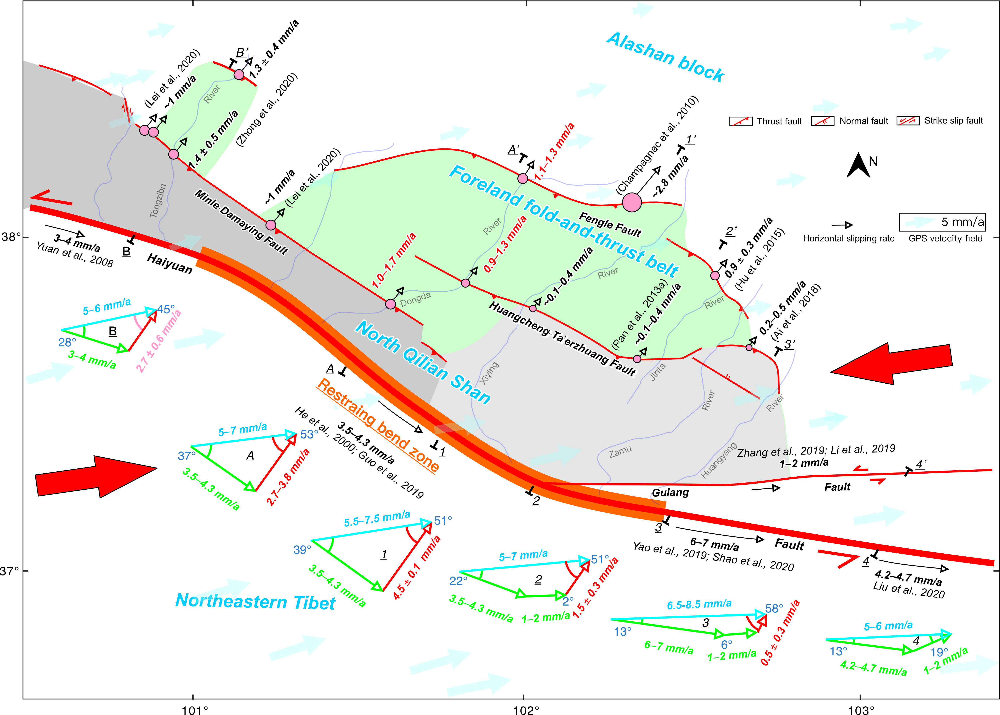 Alashan block
B’
1.3 ± 0.4 mm/a
(Lei et al., 2020)
~1 mm/a
River
(Zhong et al., 2020)
1.4 ± 0.5 mm/a
Tongziba
~1 mm/a
(Lei et al., 2020)
Minle-Damaying Fault
A’
1.1–1.3 mm/a
(Champagnac et al., 2010)
1’
~2.8 mm/a
Thrust fault
Normal fault
Strike slip fault
N
5 mm/a
Horizontal slipping rate
GPS velocity field
Foreland fold-and-thrust belt
Fengle Fault
River
0.9–1.3 mm/a
1.0–1.7 mm/a
Dongda
~0.1–0.4 mm/a
River
2’
0.9 ± 0.3 mm/a
(Hu et al., 2015)
River
(Pan et al., 2013a)
~0.1–0.4 mm/a
0.2–0.5 mm/a
(Ai et al., 2018)
3’
Huangcheng-Ta'erzhuang Fault
38°
3–4 mm/a
Yuan et al., 2008
B
Haiyuan
5–6 mm/a
45°
B
28°
3–4 mm/a
2.7 ± 0.6 mm/a
North Qilian Shan
Xiying
Jinta
River
River
Zamu
Huangyang
A
Restraing bend zone
3.5–4.3 mm/a
He et al., 2000; Guo et al., 2019
1
5–7 mm/a
53°
A
37°
3.5–4.3 mm/a
2.7–3.8 mm/a
Zhang et al., 2019; Li et al., 2019
1–2 mm/a
4’
Gulang
Fault
2
3
6–7 mm/a
Yao et al., 2019; Shao et al., 2020
Fault
4
4.2–4.7 mm/a
Liu et al., 2020
5.5–7.5 mm/a
51°
39°
1
3.5–4.3 mm/a
4.5 ± 0.1 mm/a
5–7 mm/a
51°
22°
2
2°
3.5–4.3 mm/a
1–2 mm/a
1.5 ± 0.3 mm/a
37°
Northeastern Tibet
6.5-8.5 mm/a
58°
3
13°
6°
6–7 mm/a
1–2 mm/a
0.5 ± 0.3 mm/a
5–6 mm/a
4
13°
19°
4.2–4.7 mm/a
1–2 mm/a
101°
102°
103°